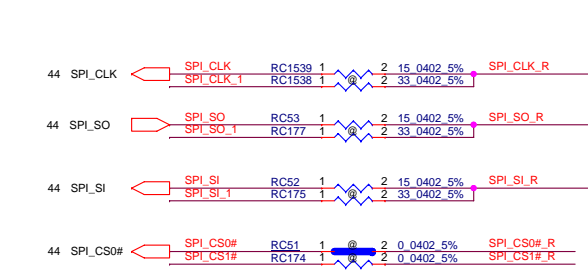 44 SPI_CLK SPI_CLK RC1539 1 2 15_0402_5% SPI_CLK_R
SPI_CLK_1 RC1538 1 @ 2 33_0402_5%
44 SPI_SO SPI_SO RC53 1 2 15_0402_5% SPI_SO_R
SPI_SO_1 RC177 1 @ 2 33_0402_5%
44 SPI_SI SPI_SI RC52 1 2 15_0402_5% SPI_SI_R
SPI_SI_1 RC175 1 @ 2 33_0402_5%
44 SPI_CS0# SPI_CS0# RC51 1 @ 2 0_0402_5% SPI_CS0#_R
SPI_CS1# RC174 1 @ 2 0_0402_5% SPI_CS1#_R